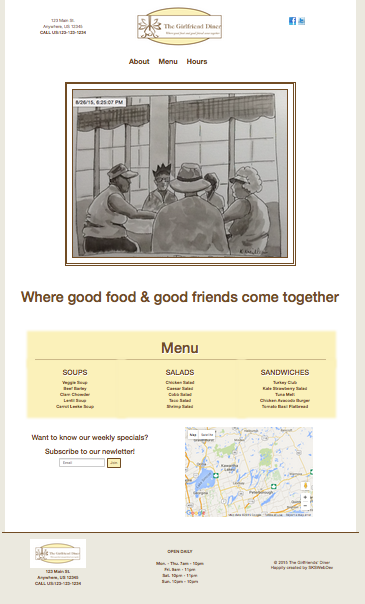 123 Main St.
Anywhere, US 12345
CALL US:123-123-1234
The Girlfriend Diner
About Menu Hours
8/26/15, 6:25:07 PM
Where good food & good friends come together
Menu
SOUPS
Veggie Soup
Beef Barley
Clam Chowder
Lentil Soup
Carrot Leeke Soup
SALADS
Chicken Salad
Caesar Salad
Cobb Salad
Taco Salad
Shrimp Salad
SANDWICHES
Turkey Club
Kale Strawberry Salad
Tuna Melt
Chicken Avocado Burger
Tomato Basil Flatbread
Want to know our weekly specials?
Subscribe to our newletter!
Email
Join
Map Satellite
Kawartha Lakes
Peterborough
The Girlfriend Diner
123 Main St.
Anywhere, US 12345
CALL US:123-123-1234
OPEN DAILY
Mon. - Thu. 7am - 10pm
Fri. 6am - 11pm
Sat. 10pm - 11pm
Sun. 10pm - 10pm
© 2015 The Girlfriends' Diner